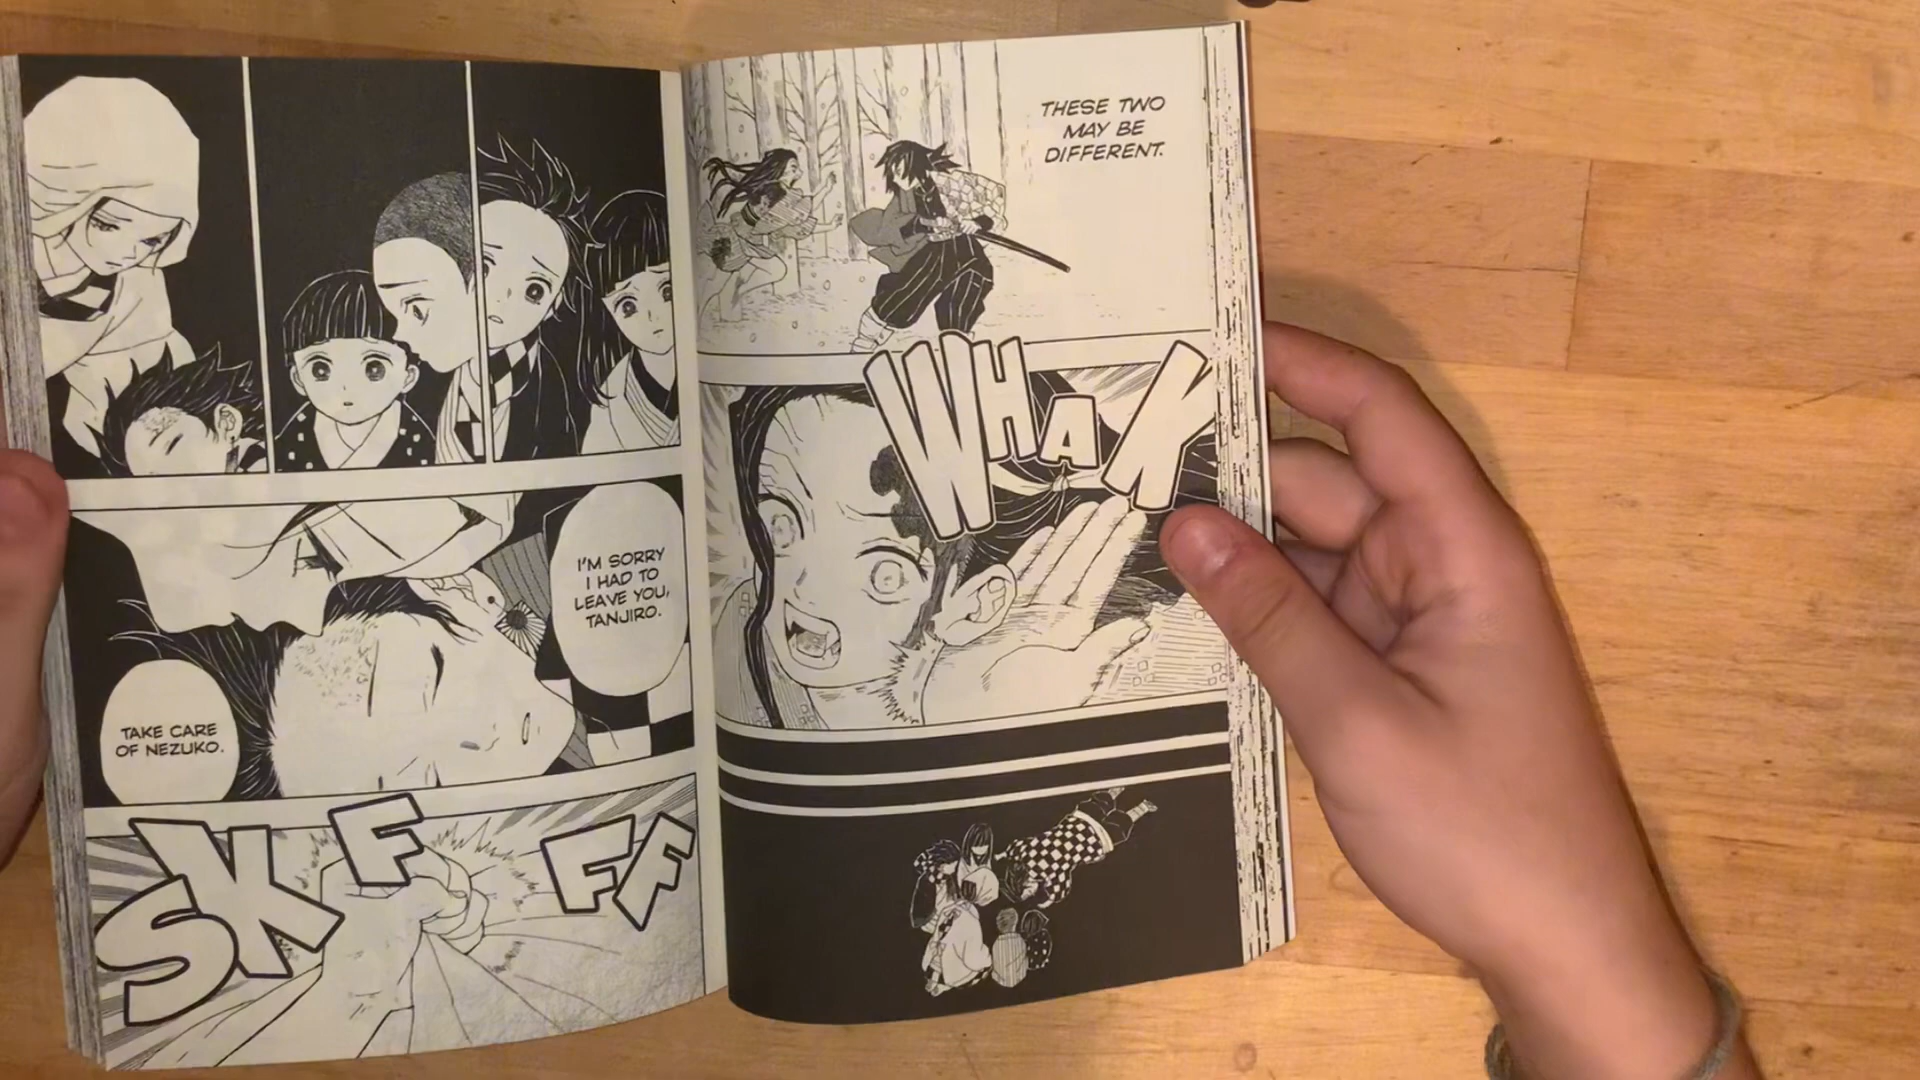 THESE TWO
MAY BE
DIFFERENT.
WHAK
I'M SORRY
I HAD TO
LEAVE YOU,
TANJIRO.
TAKE CARE
OF NEZUKO.
SKFFF